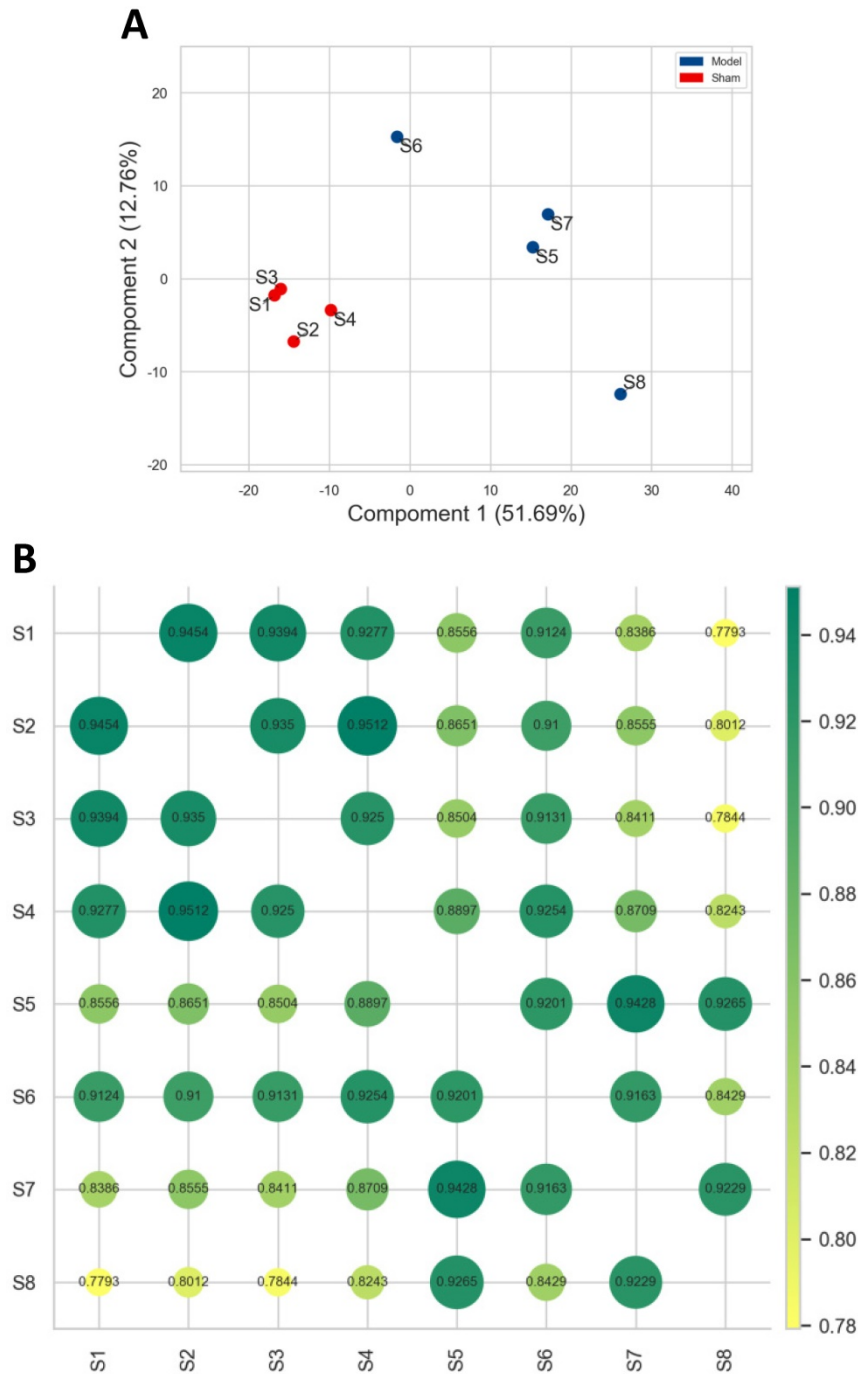 A
Model
Sham
20
10
0
-10
-20
S6
S7
S5
S3
S1
S4
S2
S8
Compoment 2 (12.76%)
-20 -10 0 10 20 30 40
Compoment 1 (51.69%)
B
S1 0.9454 0.9394 0.9277 0.8556 0.9124 0.8386 0.7793
S2 0.9454 0.935 0.9512 0.8651 0.91 0.8555 0.8012
S3 0.9394 0.935 0.925 0.8504 0.9131 0.8411 0.7844
S4 0.9277 0.9512 0.925 0.8897 0.9254 0.8709 0.8243
S5 0.8556 0.8651 0.8504 0.8897 0.9201 0.9428 0.9265
S6 0.9124 0.91 0.9131 0.9254 0.9201 0.9163 0.8429
S7 0.8386 0.8555 0.8411 0.8709 0.9428 0.9163 0.9229
S8 0.7793 0.8012 0.7844 0.8243 0.9265 0.8429 0.9229
S1 S2 S3 S4 S5 S6 S7 S8
0.94
0.92
0.90
0.88
0.86
0.84
0.82
0.80
0.78